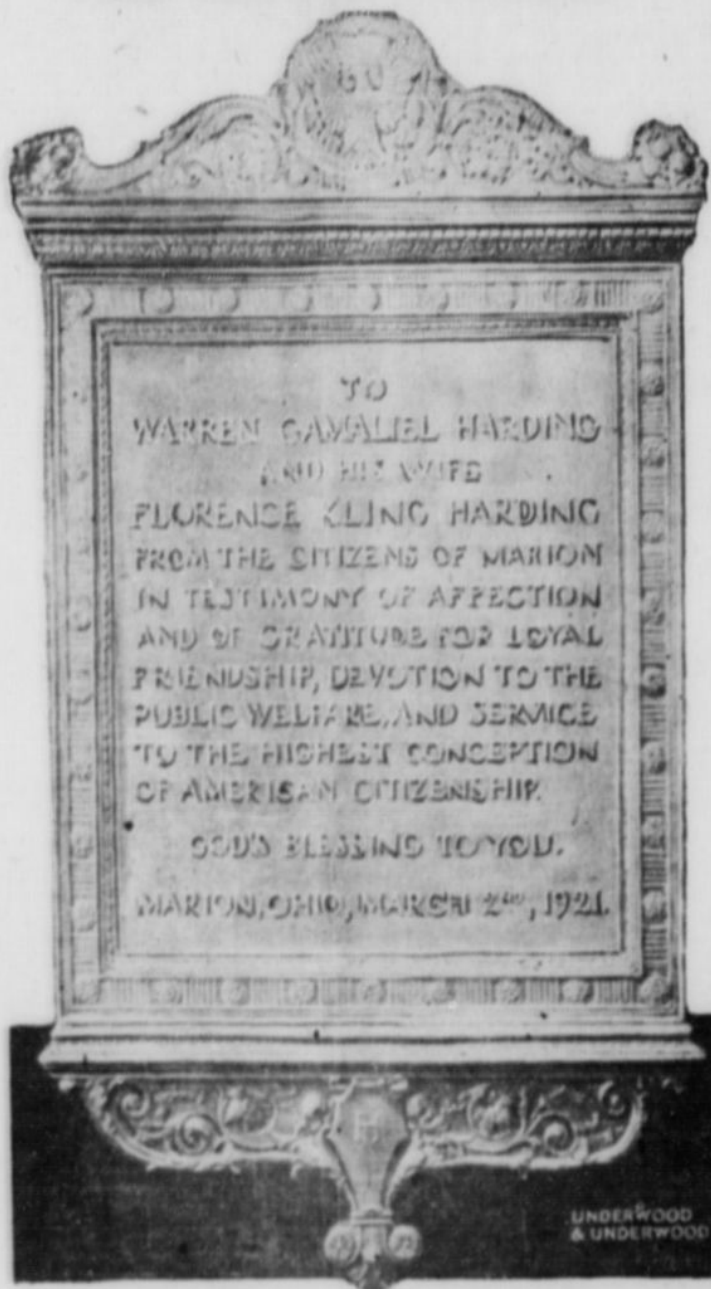 TO
WARREN GAMALIEL HARDING
AND HIS WIFE
FLORENCE KLING HARDING
FROM THE CITIZENS OF MARION
IN TESTIMONY OF AFFECTION
AND OF GRATITUDE FOR LOYAL
FRIENDSHIP, DEVOTION TO THE
PUBLIC WELFARE, AND SERVICE
TO THE HIGHEST CONCEPTION
OF AMERICAN CITIZENSHIP.
GOD'S BLESSING TO YOU.
MARION, OHIO, MARCH 2ND, 1921.
UNDERWOOD
& UNDERWOOD